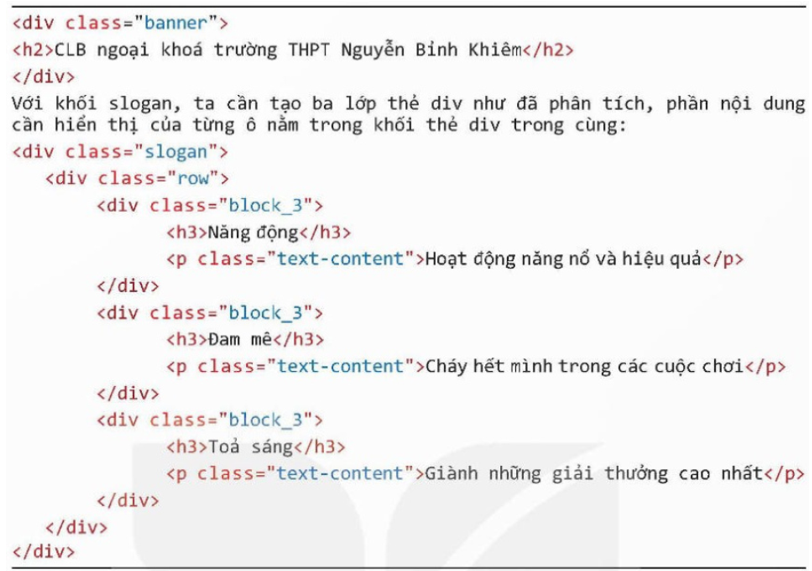 <div class="banner">
<h2>CLB ngoại khoá trường THPT Nguyễn Bỉnh Khiêm</h2>
</div>
Với khối slogan, ta cần tạo ba lớp thẻ div như đã phân tích, phần nội dung
cần hiển thị của từng ô nằm trong khối thẻ div trong cùng:
<div class="slogan">
<div class="row">
<div class="block_3">
<h3>Năng động</h3>
<p class="text-content">Hoạt động năng nổ và hiệu quả</p>
</div>
<div class="block_3">
<h3>Đam mê</h3>
<p class="text-content">Cháy hết mình trong các cuộc chơi</p>
</div>
<div class="block_3">
<h3>Toả sáng</h3>
<p class="text-content">Giành những giải thưởng cao nhất</p>
</div>
</div>
</div>